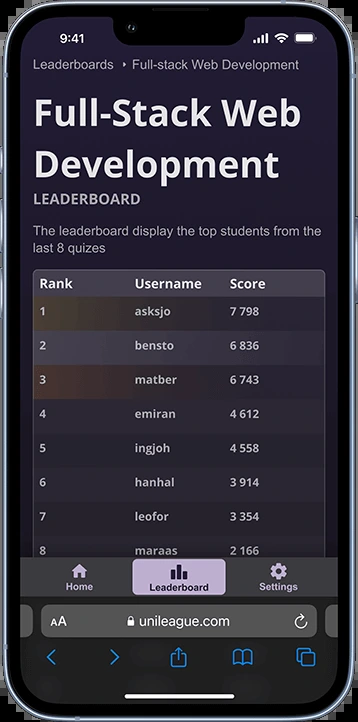 9:41
Leaderboards ‣ Full-stack Web Development
Full-Stack Web
Development
LEADERBOARD
The leaderboard display the top students from the
last 8 quizes
Rank Username Score
1 asksjo 7 798
2 bensto 6 836
3 matber 6 743
4 emiran 4 612
5 ingjoh 4 558
6 hanhal 3 914
7 leofor 3 354
8 maraas 2 166
Home Leaderboard Settings
AA unileague.com